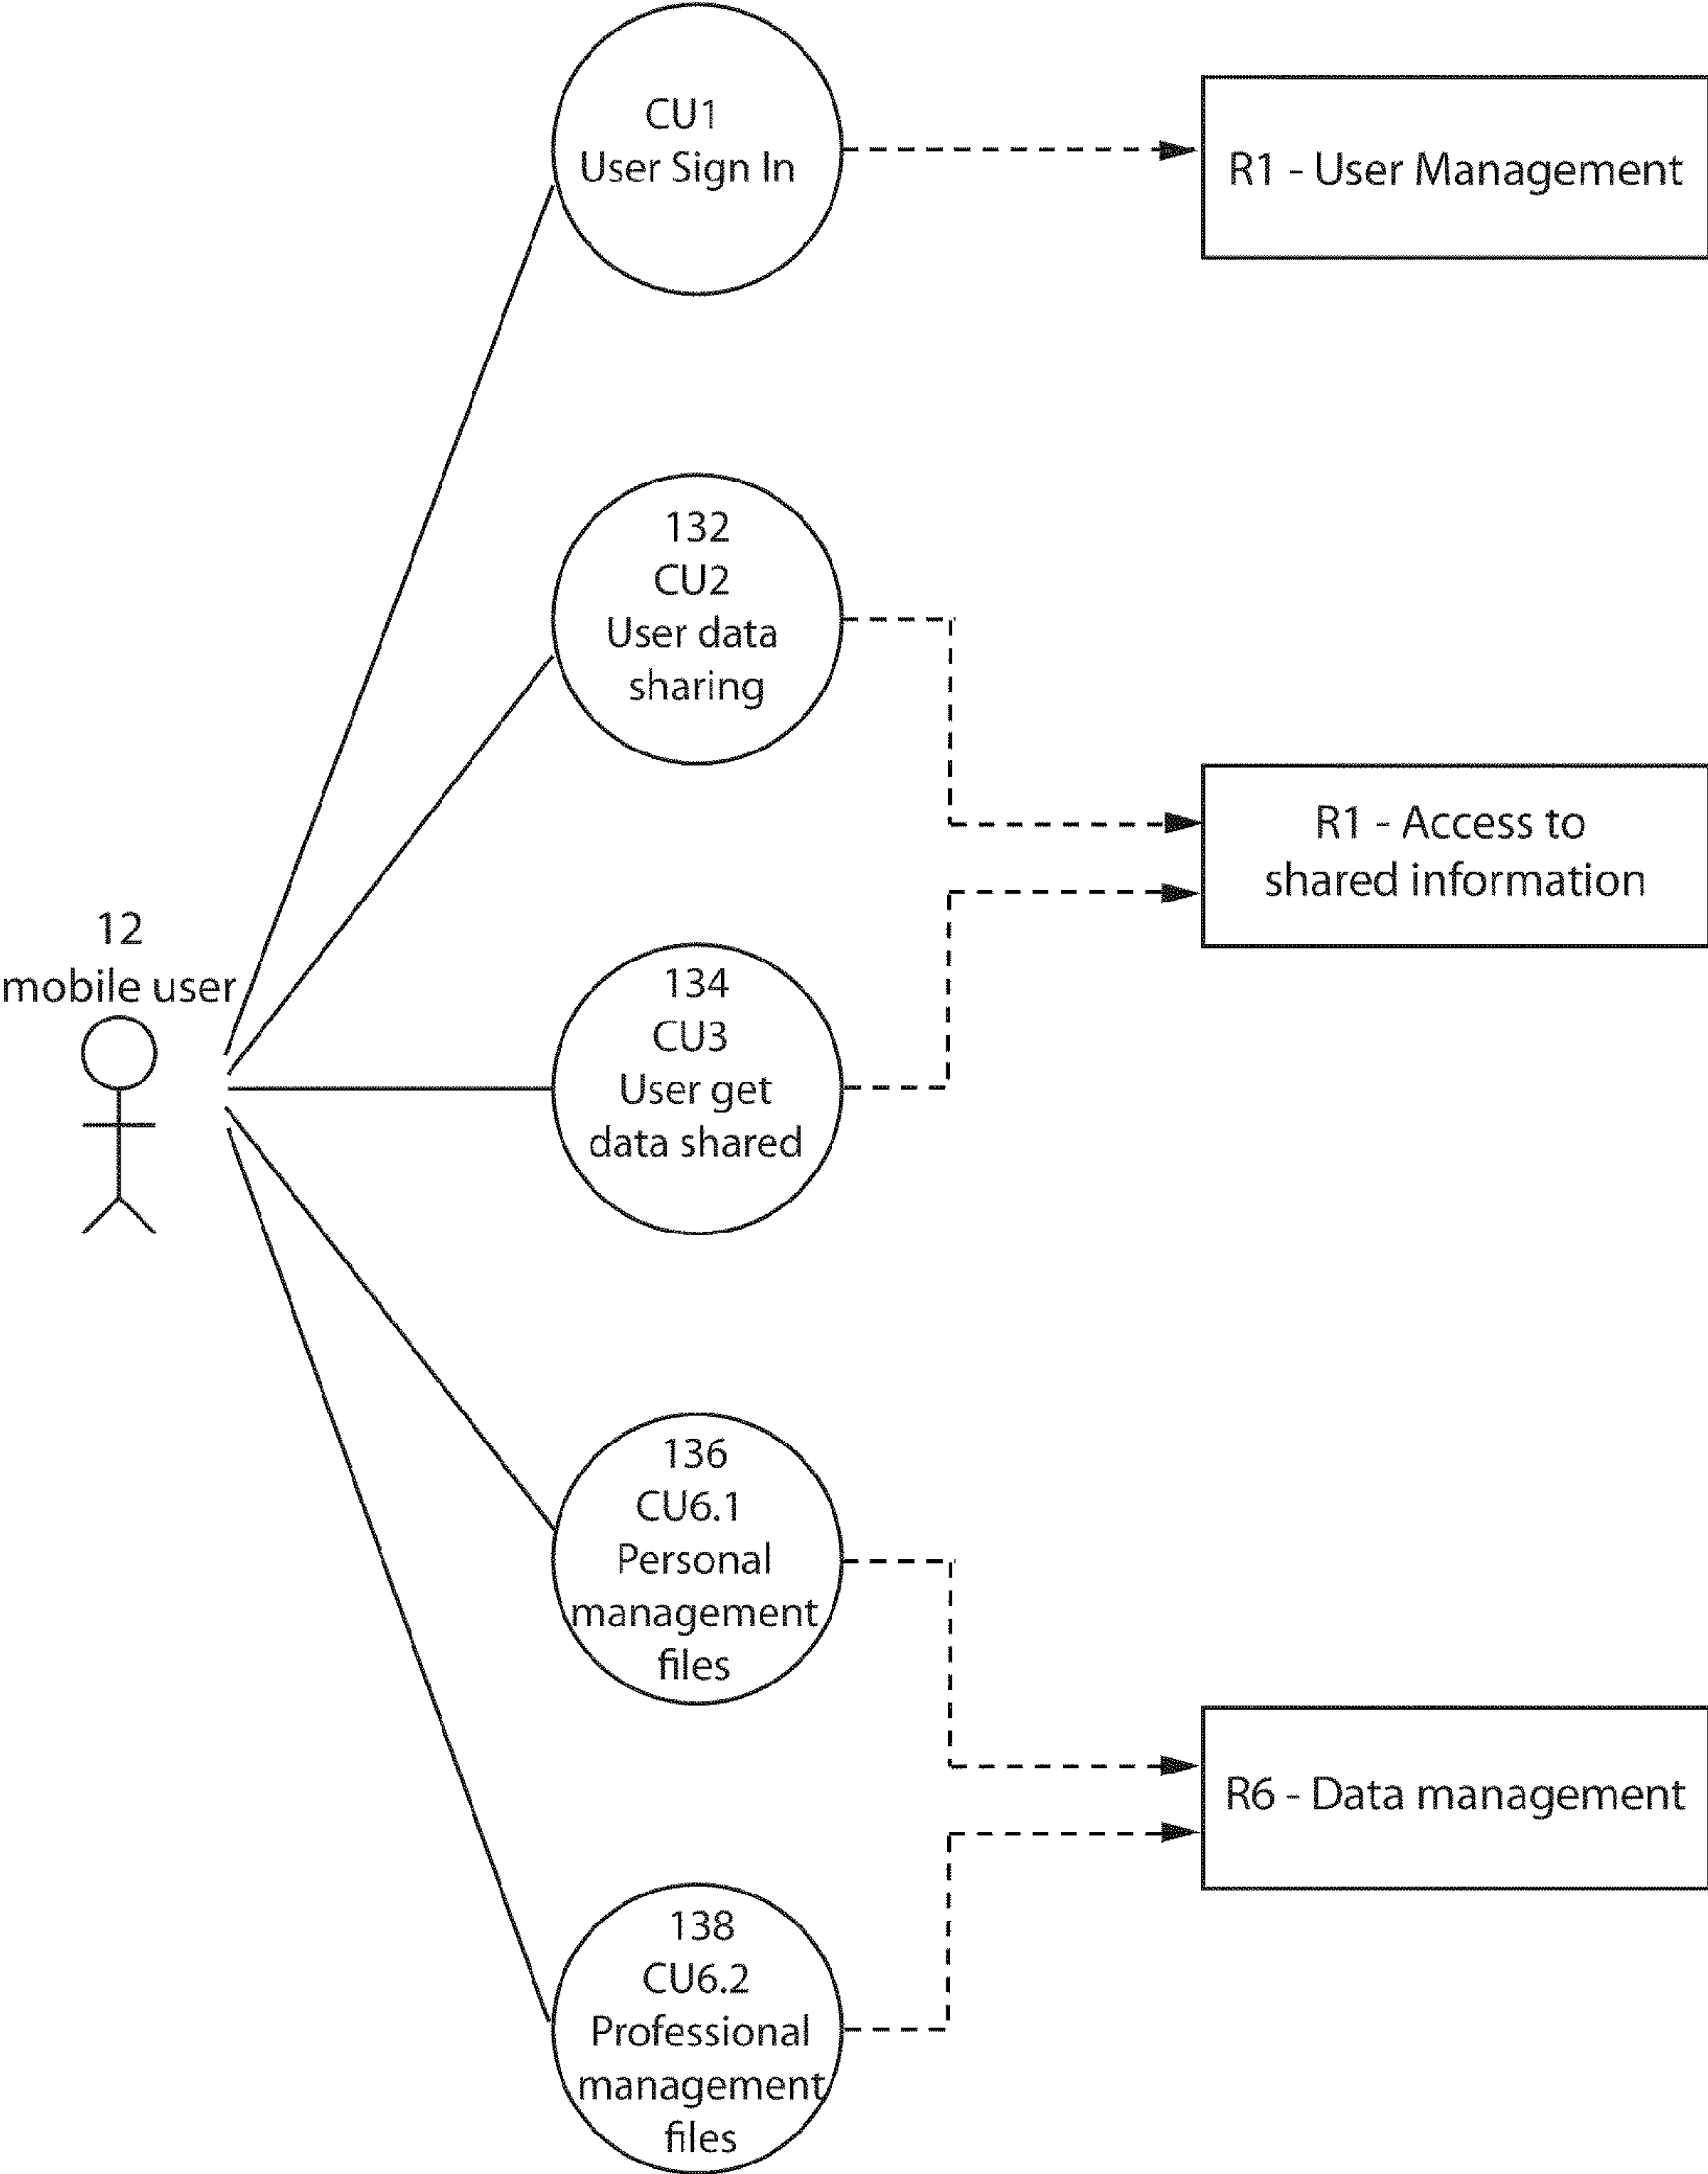 CU1
User Sign In
R1 - User Management
132
CU2
User data
sharing
R1 - Access to
shared information
12
mobile user
134
CU3
User get
data shared
136
CU6.1
Personal
management
files
R6 - Data management
138
CU6.2
Professional
management
files